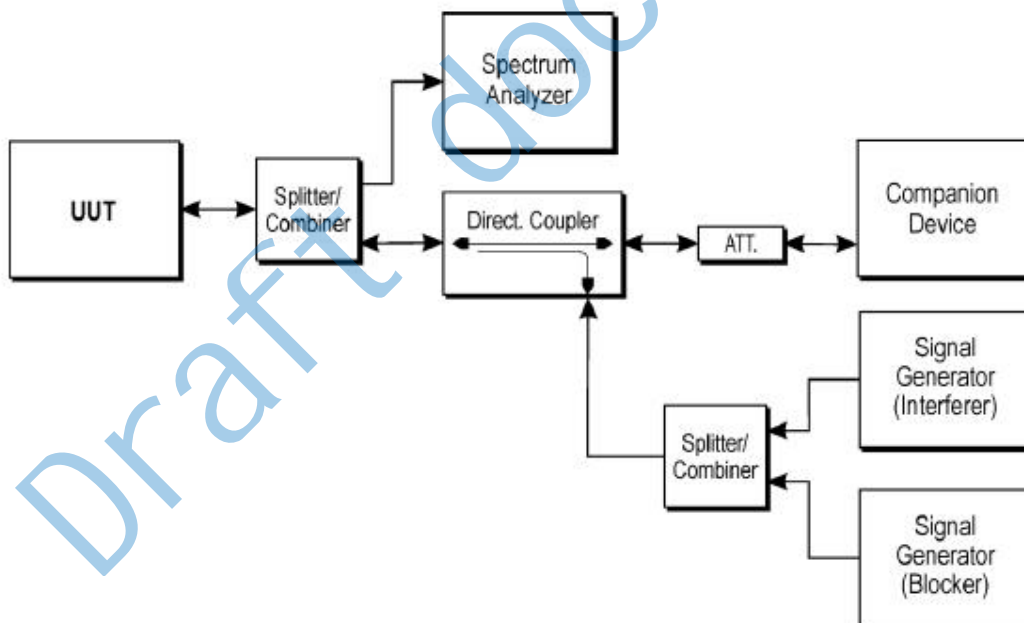 Spectrum
Analyzer
UUT
Splitter/
Combiner
Direct. Coupler
ATT.
Companion
Device
Signal
Generator
(Interferer)
Splitter/
Combiner
Signal
Generator
(Blocker)
Draft doc